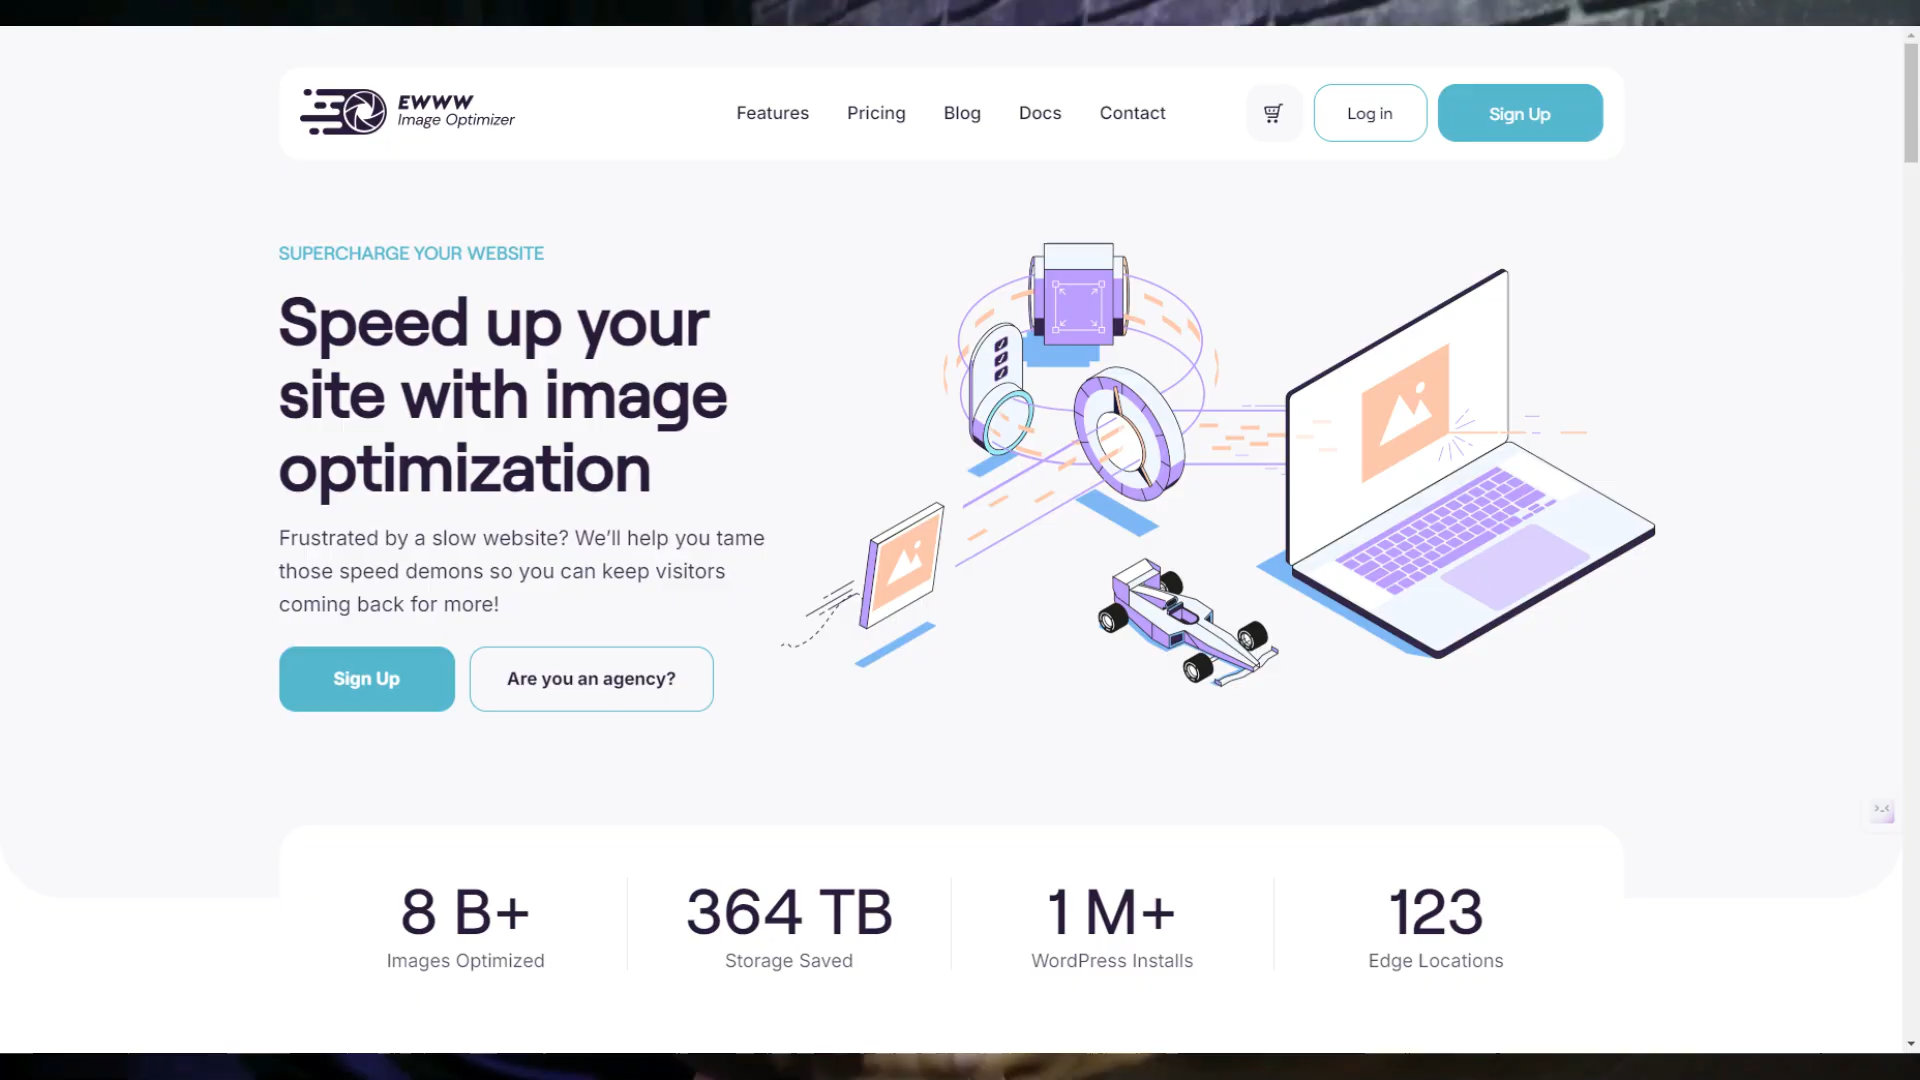 EWWW
Image Optimizer
Features
Pricing
Blog
Docs
Contact
Log in
Sign Up
SUPERCHARGE YOUR WEBSITE
Speed up your
site with image
optimization
Frustrated by a slow website? We’ll help you tame
those speed demons so you can keep visitors
coming back for more!
Sign Up
Are you an agency?
8 B+
Images Optimized
364 TB
Storage Saved
1 M+
WordPress Installs
123
Edge Locations